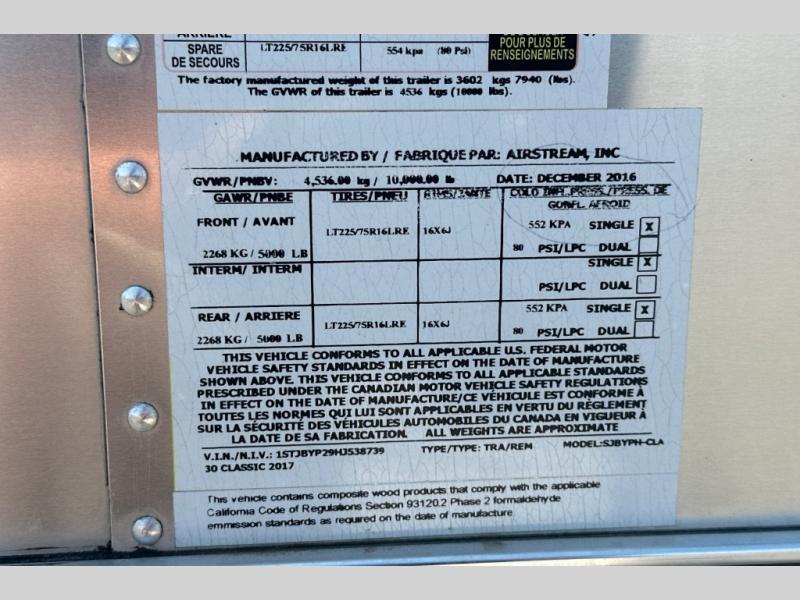 SPARE LT225/75R16LRE 554 kpa (80 Psi) POUR PLUS DE
DE SECOURS RENSEIGNEMENTS
The factory manufactured weight of this trailer is 3602 kgs 7940 (lbs).
The GVWR of this trailer is 4536 kgs (10000 lbs).
MANUFACTURED BY / FABRIQUE PAR: AIRSTREAM, INC
GVWR/PNBV: 4,536.00 kg / 10,000.00 lb DATE: DECEMBER 2016
GAWR/PNBE TIRES/PNEU COLD INFL.PRESS./PRESS. DE
GONFL. AFROID
FRONT / AVANT LT225/75R16LRE 16X6J 552 KPA SINGLE X
2268 KG / 5000 LB 80 PSI/LPC DUAL
INTERM/ INTERM SINGLE X
PSI/LPC DUAL
REAR / ARRIERE LT225/75R16LRE 16X6J 552 KPA SINGLE X
2268 KG / 5000 LB 80 PSI/LPC DUAL
THIS VEHICLE CONFORMS TO ALL APPLICABLE U.S. FEDERAL MOTOR
VEHICLE SAFETY STANDARDS IN EFFECT ON THE DATE OF MANUFACTURE
SHOWN ABOVE. THIS VEHICLE CONFORMS TO ALL APPLICABLE STANDARDS
PRESCRIBED UNDER THE CANADIAN MOTOR VEHICLE SAFETY REGULATIONS
IN EFFECT ON THE DATE OF MANUFACTURE/CE VÉHICULE EST CONFORME À
TOUTES LES NORMES QUI LUI SONT APPLICABLES EN VERTU DU RÈGLEMENT
SUR LA SÉCURITÉ DES VÉHICULES AUTOMOBILES DU CANADA EN VIGUEUR À
LA DATE DE SA FABRICATION. ALL WEIGHTS ARE APPROXIMATE
V.I.N./N.I.V.: 1STJBYP29HJ538739 TYPE/TYPE: TRA/REM MODEL:SJBYPH-CLA
30 CLASSIC 2017
This vehicle contains composite wood products that comply with the applicable
California Code of Regulations Section 93120.2 Phase 2 formaldehyde
emmission standards as required on the date of manufacture